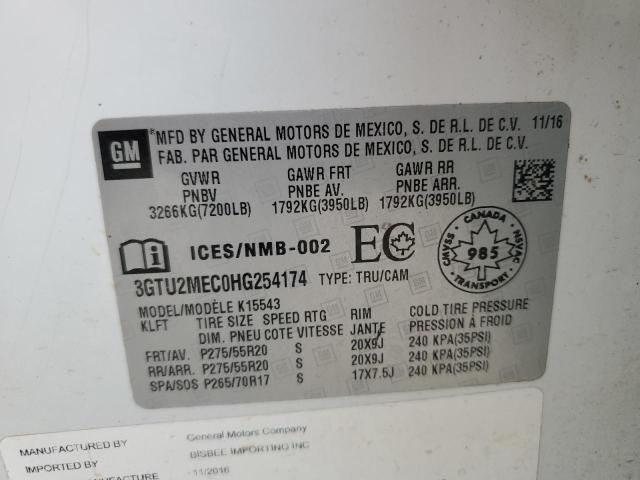 GM
*MFD BY GENERAL MOTORS DE MEXICO, S. DE R.L. DE C.V. 11/16
FAB. PAR GENERAL MOTORS DE MEXICO, S. DE R.L. DE C.V.
GVWR GAWR FRT GAWR RR
PNBV PNBE AV. PNBE ARR.
3266KG(7200LB) 1792KG(3950LB) 1792KG(3950LB)
ICES/NMB-002 EC
CANADA NSVAC TRANSPORT 985
3GTU2MEC0HG254174 TYPE: TRU/CAM
MODEL/MODÈLE K15543
KLFT TIRE SIZE SPEED RTG RIM COLD TIRE PRESSURE
DIM. PNEU COTE VITESSE JANTE PRESSION À FROID
FRT/AV. P275/55R20 S 20X9J 240 KPA(35PSI)
RR/ARR. P275/55R20 S 20X9J 240 KPA(35PSI)
SPA/SOS P265/70R17 S 17X7.5J 240 KPA(35PSI)
MANUFACTURED BY General Motors Company
IMPORTED BY BISBEE IMPORTING INC
11/2016